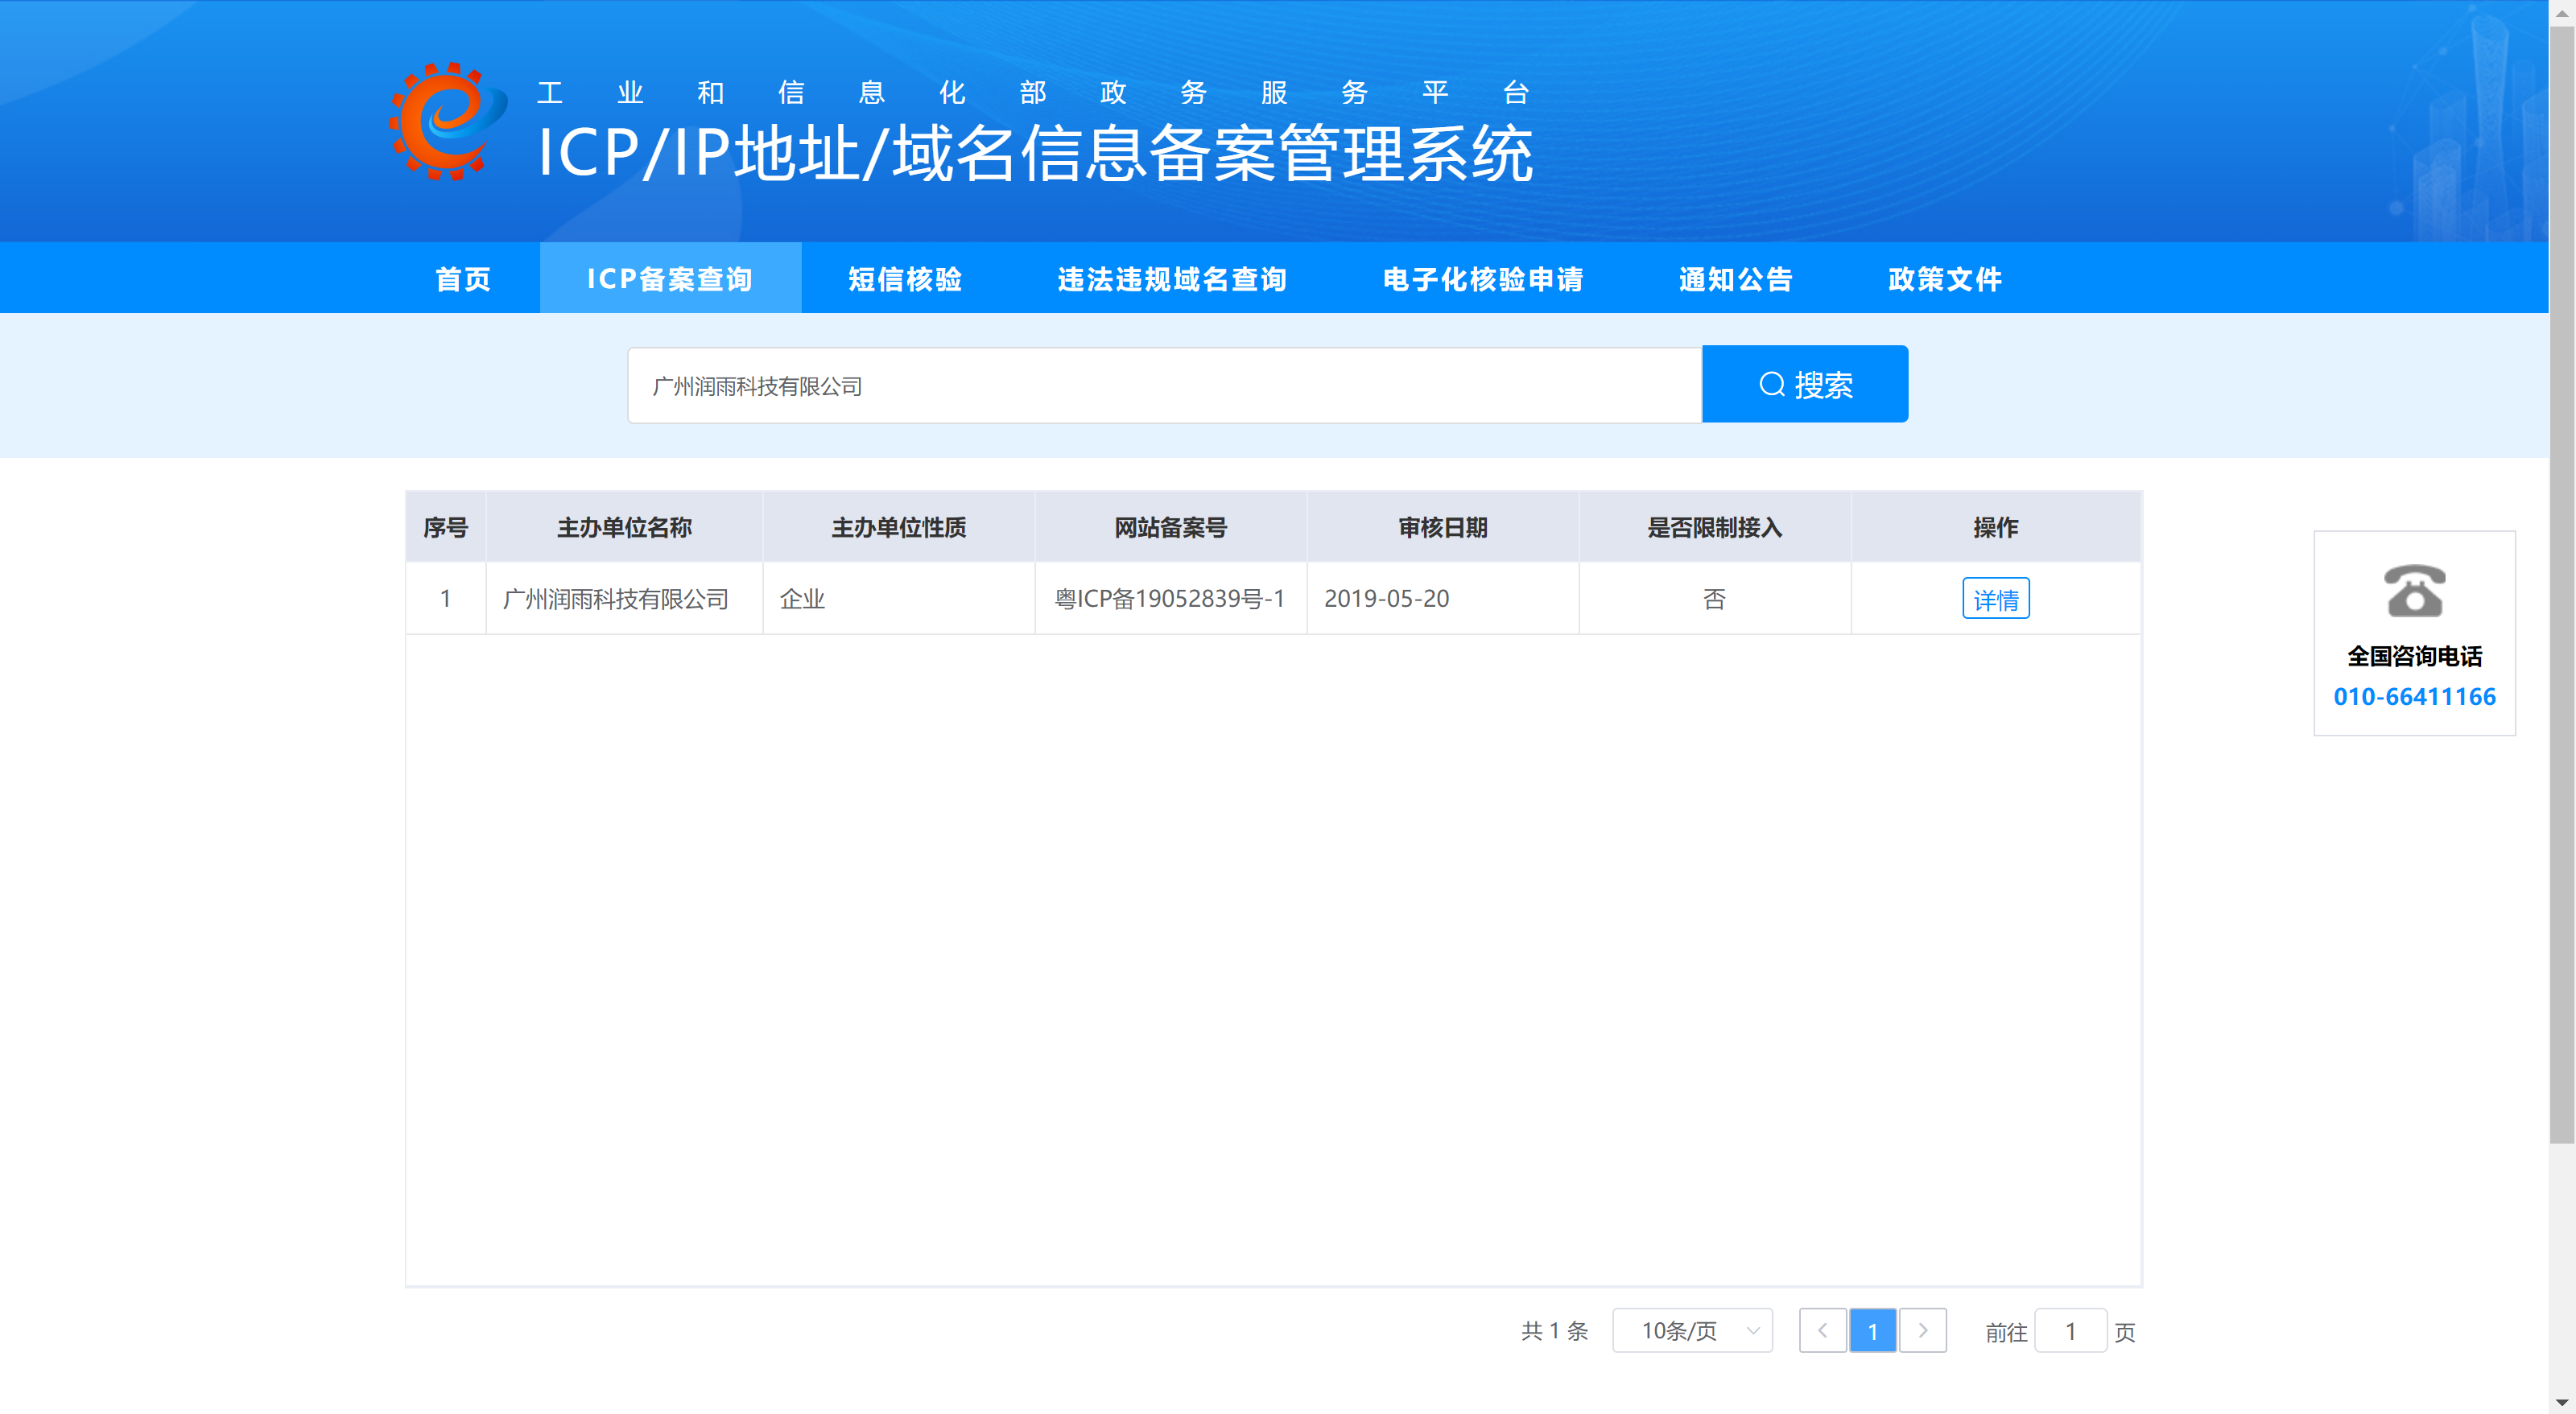 工业和信息化部政务服务平台
ICP/IP地址/域名信息备案管理系统
首页 ICP备案查询 短信核验 违法违规域名查询 电子化核验申请 通知公告 政策文件
广州润雨科技有限公司 搜索
序号 主办单位名称 主办单位性质 网站备案号 审核日期 是否限制接入 操作
1 广州润雨科技有限公司 企业 粤ICP备19052839号-1 2019-05-20 否 详情
全国咨询电话
010-66411166
共 1 条 10条/页 1 前往 1 页